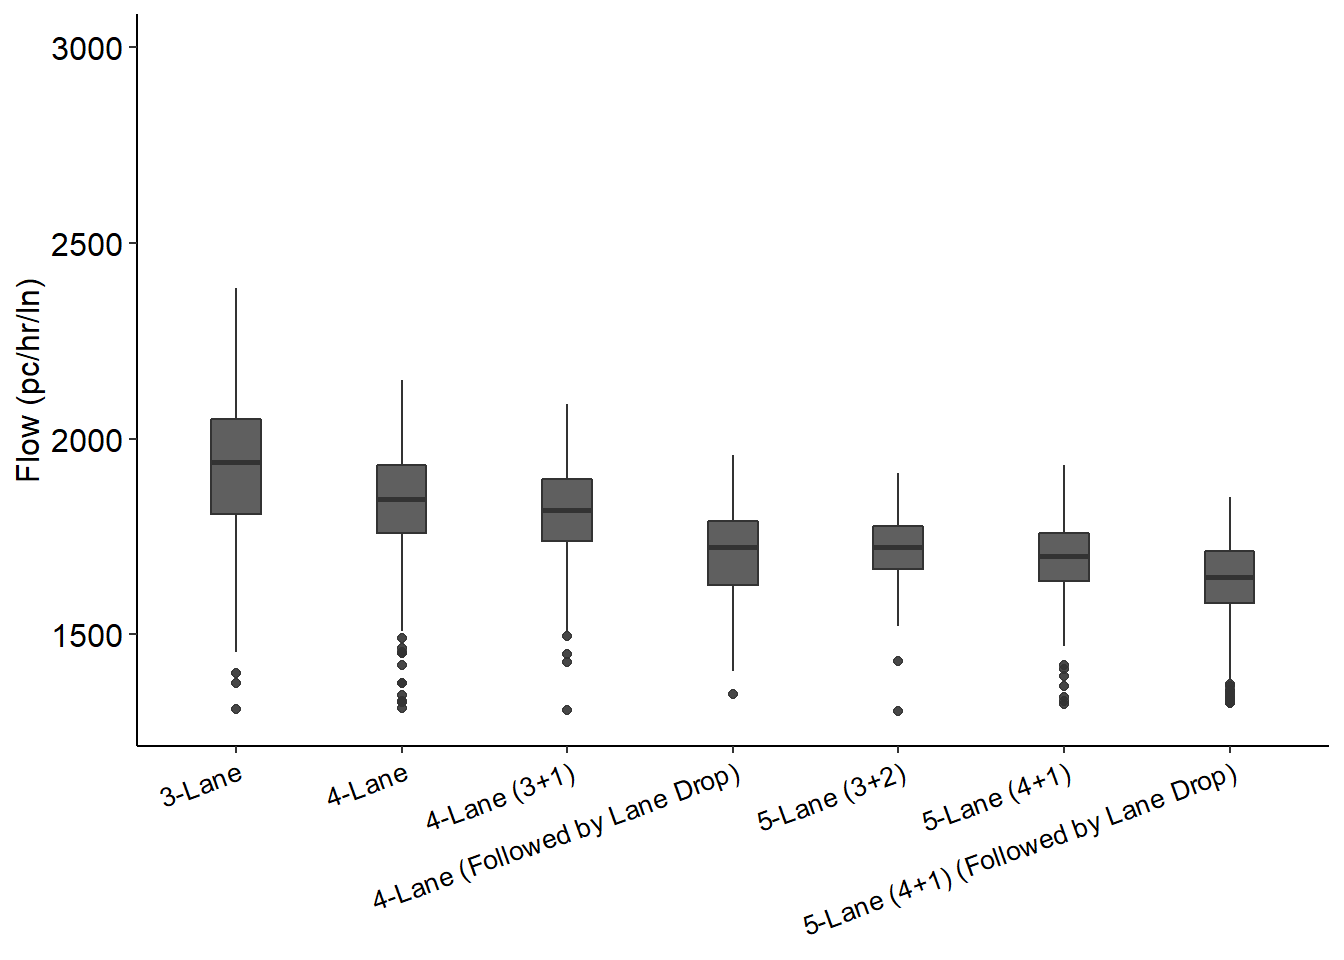 3000
2500
2000
1500
Flow (pc/hr/ln)
3-Lane
4-Lane
4-Lane (3+1)
4-Lane (Followed by Lane Drop)
5-Lane (3+2)
5-Lane (4+1)
5-Lane (4+1) (Followed by Lane Drop)